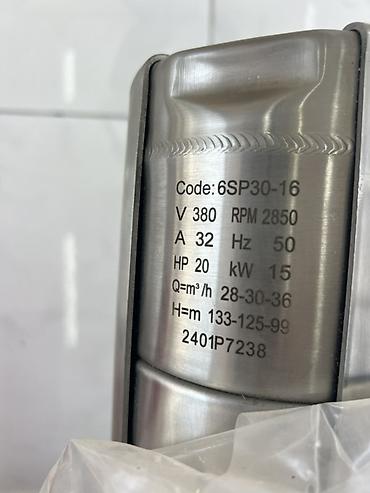 Code: 6SP30-16
V 380 RPM 2850
A 32 Hz 50
HP 20 kW 15
Q=m³/h 28-30-36
H=m 133-125-99
2401P7238